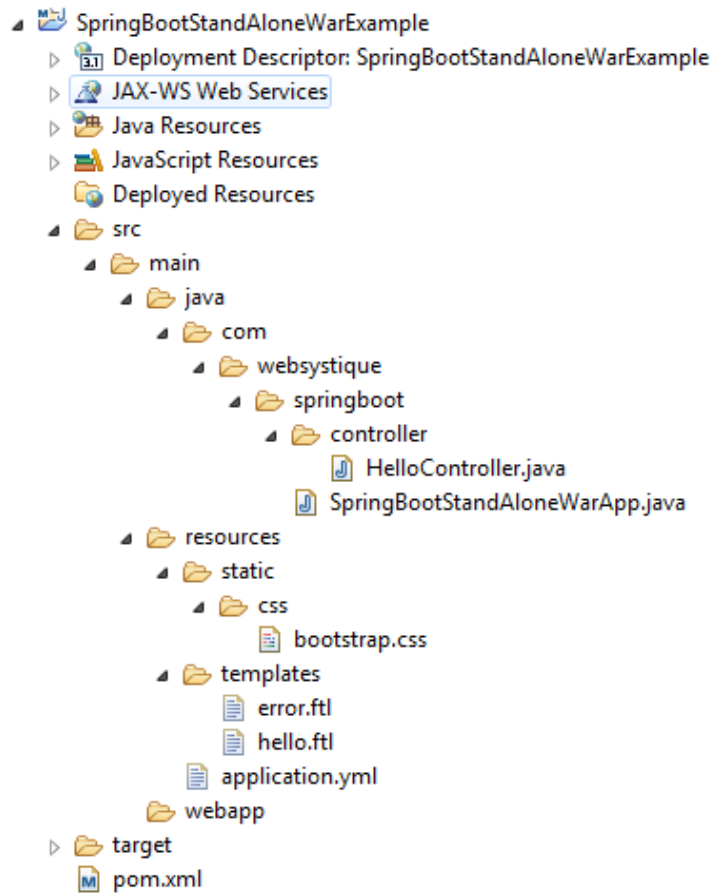 SpringBootStandAloneWarExample
3.1 Deployment Descriptor: SpringBootStandAloneWarExample
JAX-WS Web Services
Java Resources
JavaScript Resources
Deployed Resources
src
main
java
com
websystique
springboot
controller
HelloController.java
SpringBootStandAloneWarApp.java
resources
static
css
bootstrap.css
templates
error.ftl
hello.ftl
application.yml
webapp
target
pom.xml